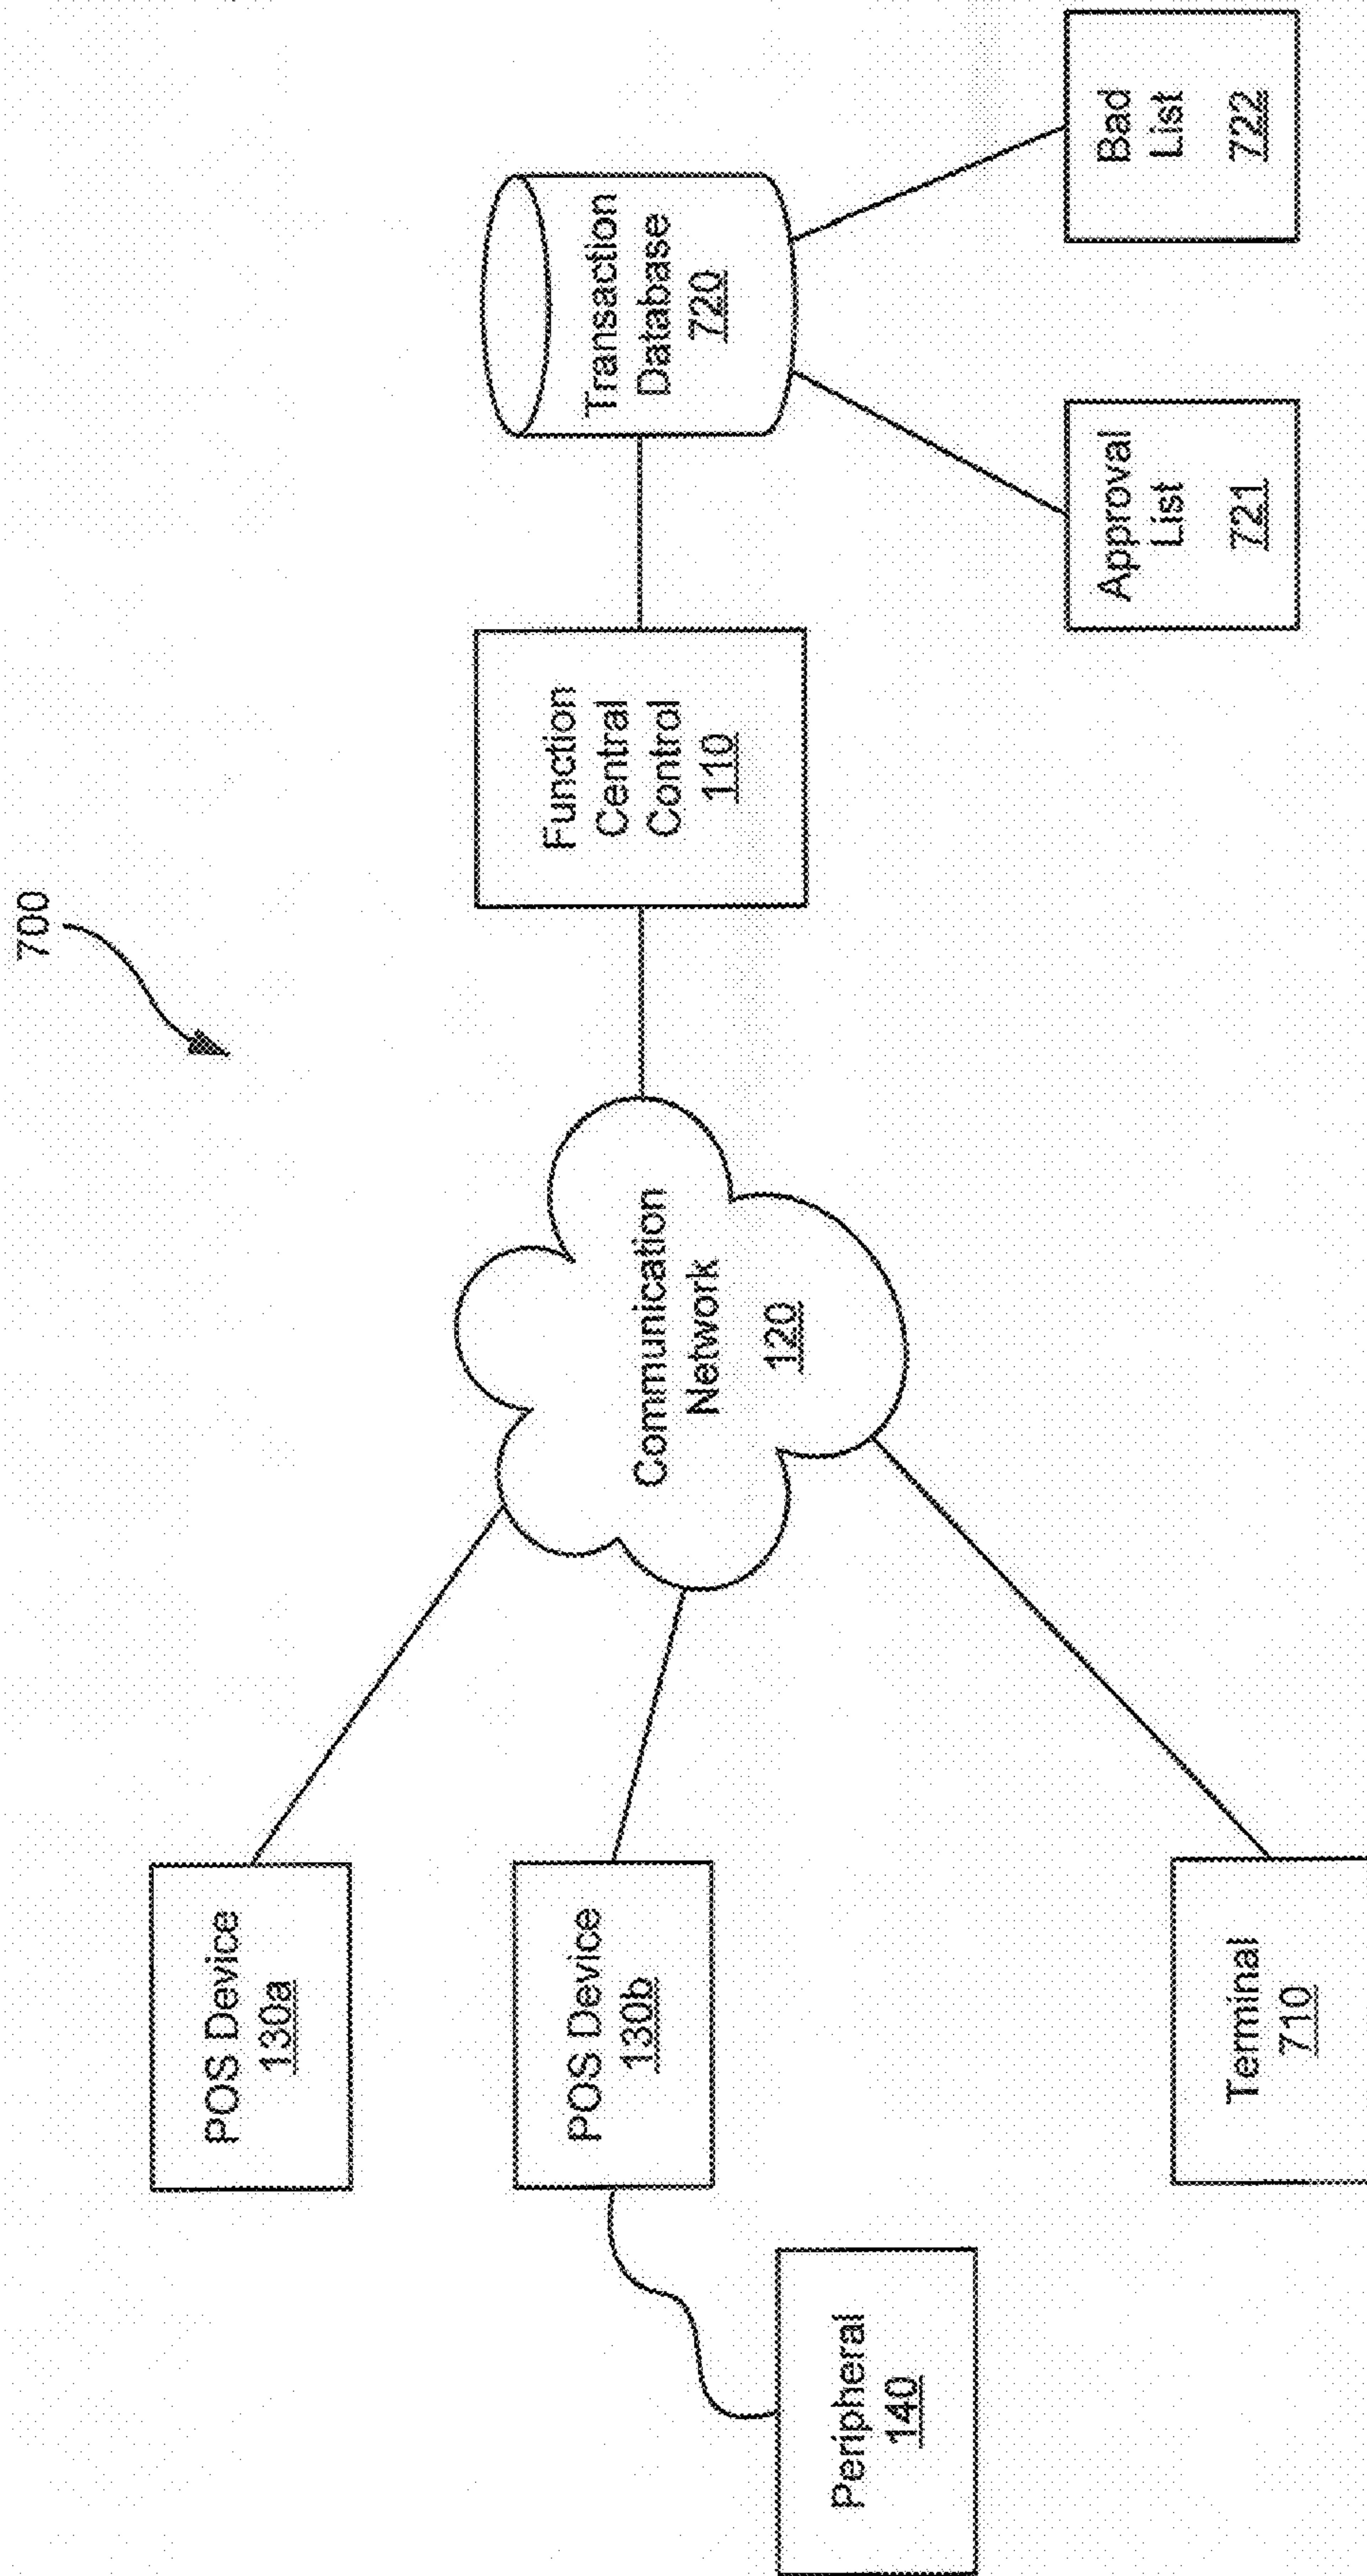 700
POS Device
130a
POS Device
130b
Peripheral
140
Terminal
710
Communication
Network
120
Function
Central
Control
110
Transaction
Database
720
Approval
List
721
Bad
List
722